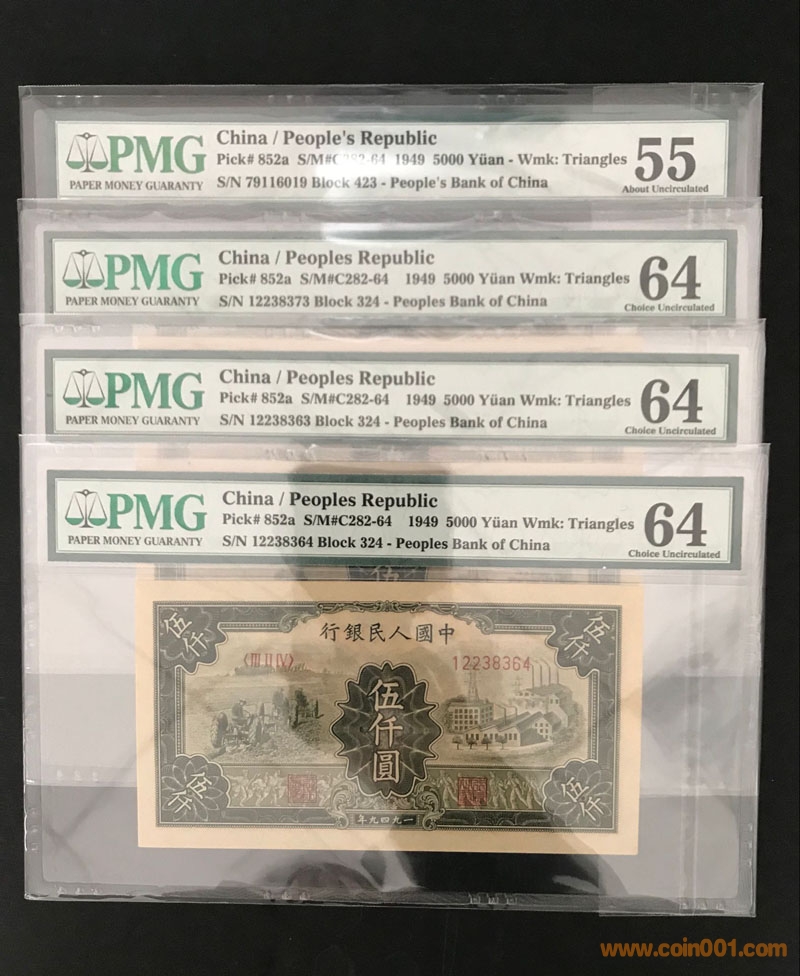 PMG
PAPER MONEY GUARANTY
China / People's Republic
Pick# 852a S/M#C282-64 1949 5000 Yüan - Wmk: Triangles
S/N 79116019 Block 423 - People's Bank of China
55
About Uncirculated
PMG
PAPER MONEY GUARANTY
China / Peoples Republic
Pick# 852a S/M#C282-64 1949 5000 Yüan Wmk: Triangles
S/N 12238373 Block 324 - Peoples Bank of China
64
Choice Uncirculated
PMG
PAPER MONEY GUARANTY
China / Peoples Republic
Pick# 852a S/M#C282-64 1949 5000 Yüan Wmk: Triangles
S/N 12238363 Block 324 - Peoples Bank of China
64
Choice Uncirculated
PMG
PAPER MONEY GUARANTY
China / Peoples Republic
Pick# 852a S/M#C282-64 1949 5000 Yüan Wmk: Triangles
S/N 12238364 Block 324 - Peoples Bank of China
64
Choice Uncirculated
伍
伍仟
行銀民人國中
伍仟
〈III II IV〉
12238364
伍仟圓
伍仟
伍仟
年九四九一
www.coin001.com